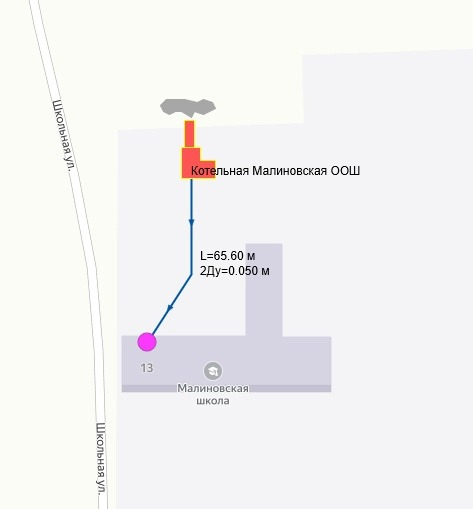 Школьная ул.
Котельная Малиновская ООШ
L=65.60 м
2Ду=0.050 м
13
Малиновская
школа
Школьная ул.